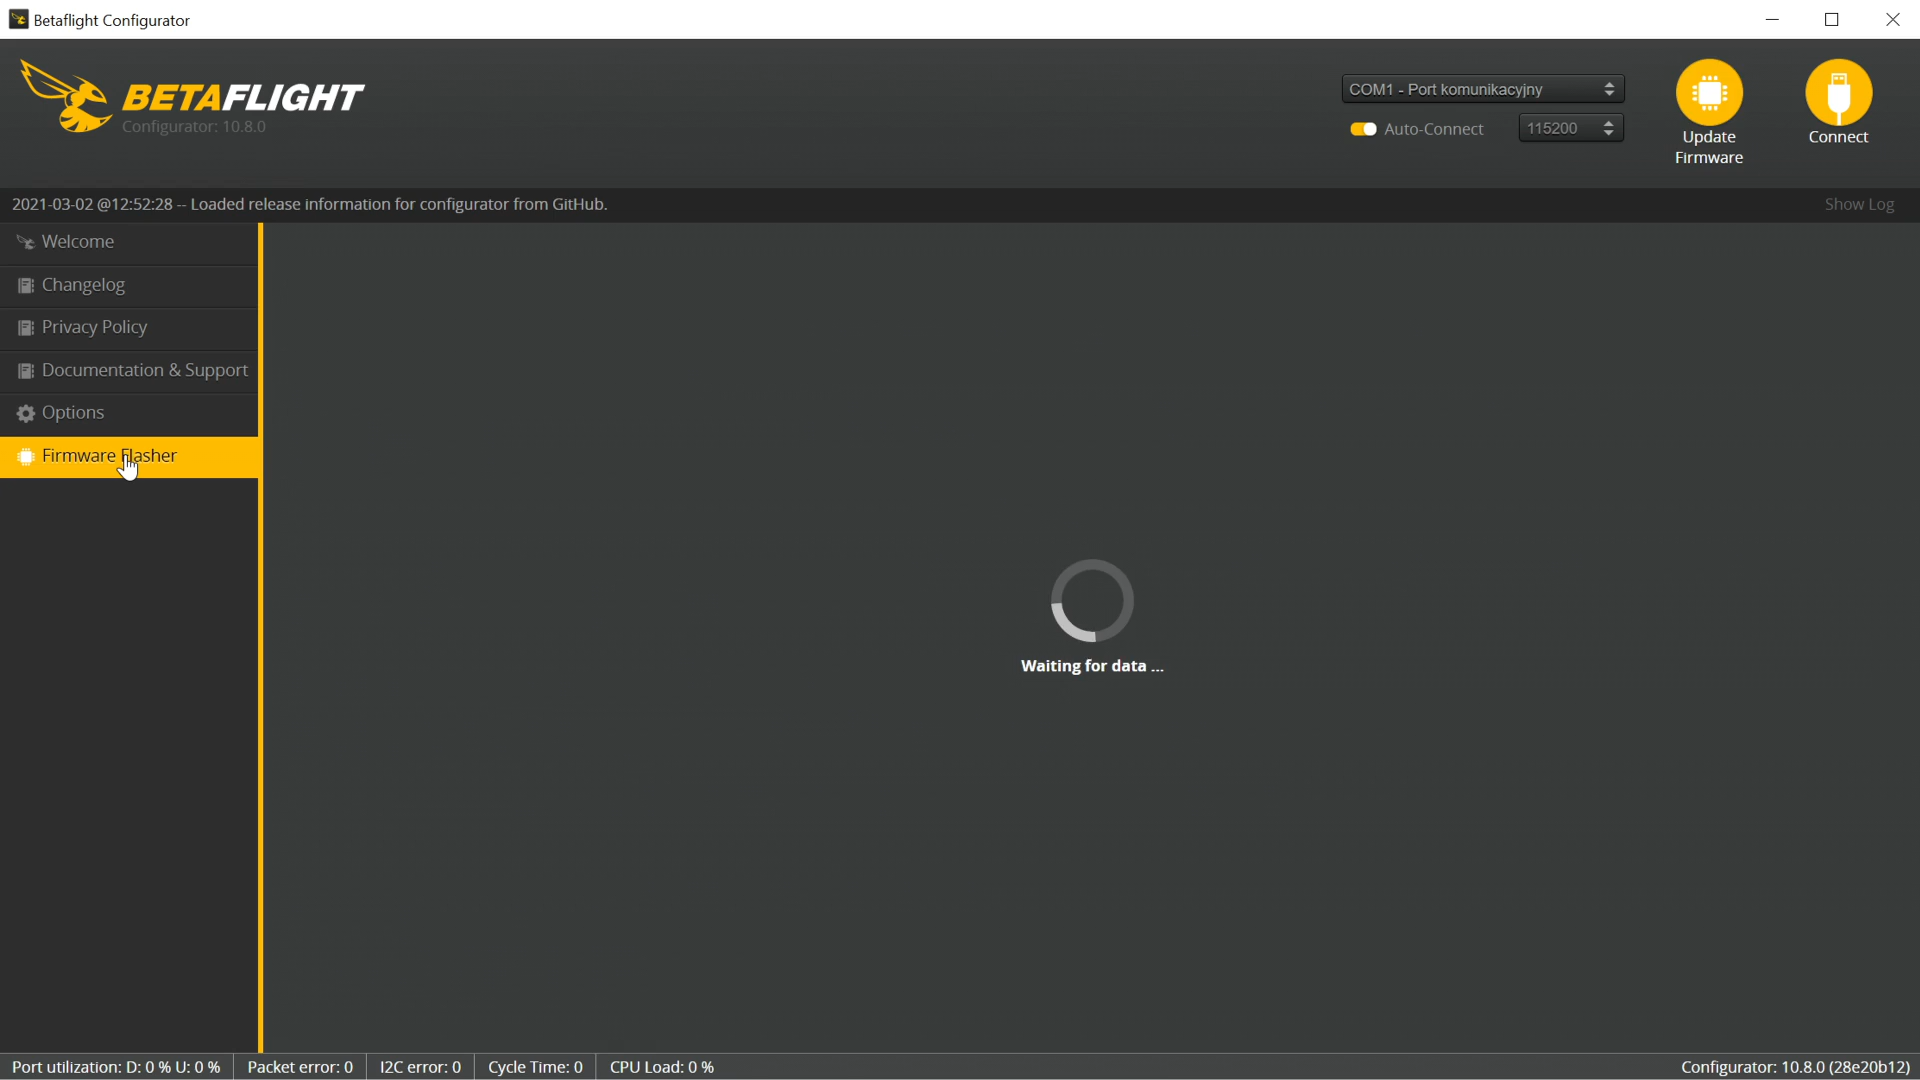 Betaflight Configurator
BETAFLIGHT
Configurator: 10.8.0
COM1 - Port komunikacyjny
Auto-Connect
115200
Update
Firmware
Connect
2021-03-02 @12:52:28 -- Loaded release information for configurator from GitHub.
Show Log
Welcome
Changelog
Privacy Policy
Documentation & Support
Options
Firmware Flasher
Waiting for data ...
Port utilization: D: 0 % U: 0 %
Packet error: 0
I2C error: 0
Cycle Time: 0
CPU Load: 0 %
Configurator: 10.8.0 (28e20b12)